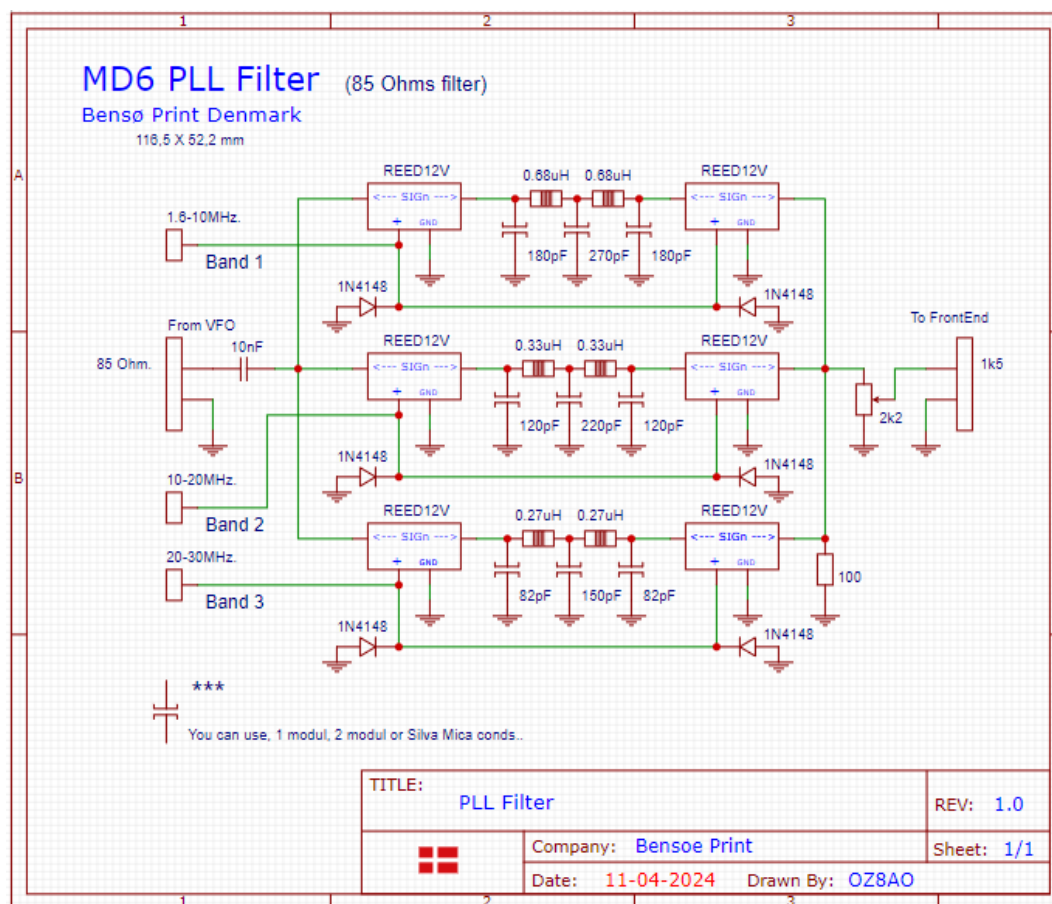 1 2 3
MD6 PLL Filter (85 Ohms filter)
Bensø Print Denmark
116,5 X 52,2 mm
A
REED12V 0.68uH 0.68uH REED12V
<--- SIGn ---> <--- SIGn --->
+ GND + GND
1.6-10MHz.
Band 1
180pF 270pF 180pF
1N4148 1N4148
From VFO
To FrontEnd
85 Ohm.
10nF
REED12V 0.33uH 0.33uH REED12V
<--- SIGn ---> <--- SIGn --->
+ GND + GND
1k5
2k2
120pF 220pF 120pF
1N4148 1N4148
B
10-20MHz.
Band 2
REED12V 0.27uH 0.27uH REED12V
<--- SIGn ---> <--- SIGn --->
+ GND + GND
20-30MHz.
Band 3
82pF 150pF 82pF
100
1N4148 1N4148
***
You can use, 1 modul, 2 modul or Silva Mica conds..
TITLE:
PLL Filter
REV: 1.0
Company: Bensoe Print
Sheet: 1/1
Date: 11-04-2024 Drawn By: OZ8AO
1 2 3